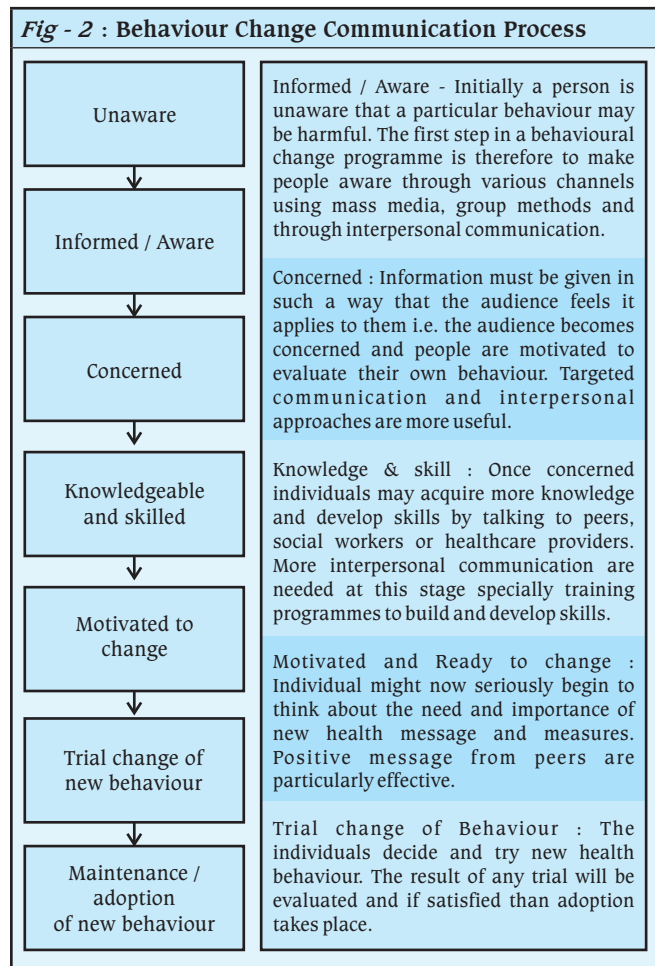 Fig - 2 : Behaviour Change Communication Process
Unaware
Informed / Aware
Concerned
Knowledgeable
and skilled
Motivated to
change
Trial change of
new behaviour
Maintenance /
adoption
of new behaviour
Informed / Aware - Initially a person is
unaware that a particular behaviour may
be harmful. The first step in a behavioural
change programme is therefore to make
people aware through various channels
using mass media, group methods and
through interpersonal communication.
Concerned : Information must be given in
such a way that the audience feels it
applies to them i.e. the audience becomes
concerned and people are motivated to
evaluate their own behaviour. Targeted
communication and interpersonal
approaches are more useful.
Knowledge & skill : Once concerned
individuals may acquire more knowledge
and develop skills by talking to peers,
social workers or healthcare providers.
More interpersonal communication are
needed at this stage specially training
programmes to build and develop skills.
Motivated and Ready to change :
Individual might now seriously begin to
think about the need and importance of
new health message and measures.
Positive message from peers are
particularly effective.
Trial change of Behaviour : The
individuals decide and try new health
behaviour. The result of any trial will be
evaluated and if satisfied than adoption
takes place.